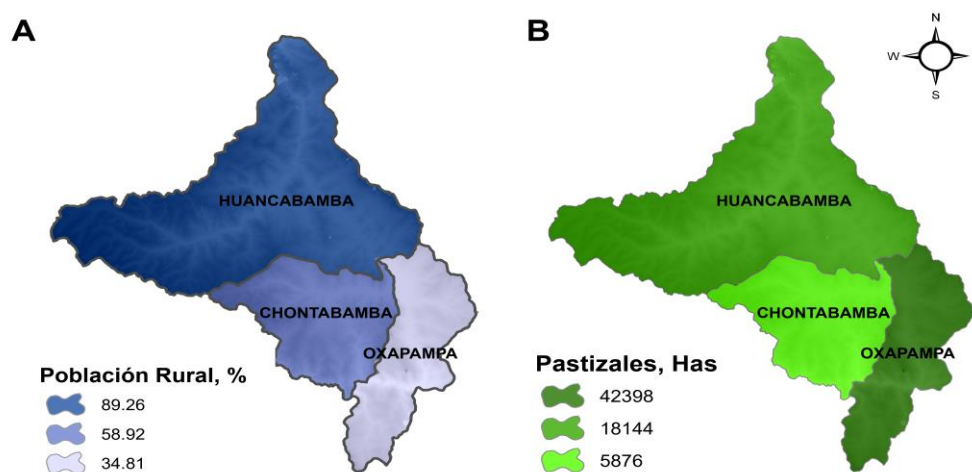 A
HUANCABAMBA
CHONTABAMBA
OXAPAMPA
Población Rural, %
89.26
58.92
34.81
B
N
W
E
S
HUANCABAMBA
CHONTABAMBA
OXAPAMPA
Pastizales, Has
42398
18144
5876